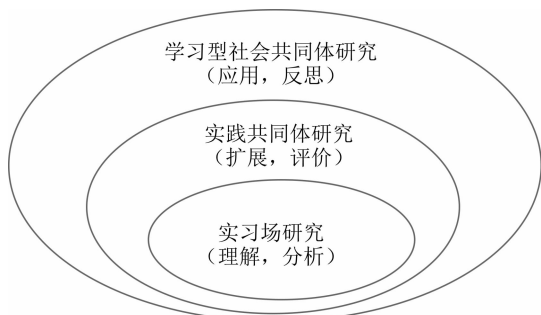 学习型社会共同体研究
（应用，反思）
实践共同体研究
（扩展，评价）
实习场研究
（理解，分析）